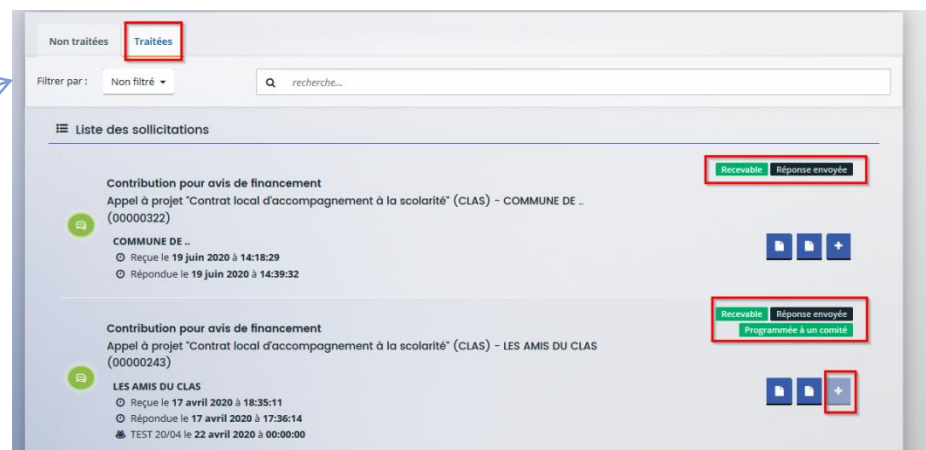 Non traitées Traitées
Filtrer par : Non filtré recherche...
Liste des sollicitations
Recevable Réponse envoyée
Contribution pour avis de financement
Appel à projet "Contrat local d'accompagnement à la scolarité" (CLAS) - COMMUNE DE ..
(00000322)
COMMUNE DE ..
Reçue le 19 juin 2020 à 14:18:29
Répondue le 19 juin 2020 à 14:39:32
Recevable Réponse envoyée
Programmée à un comité
Contribution pour avis de financement
Appel à projet "Contrat local d'accompagnement à la scolarité" (CLAS) - LES AMIS DU CLAS
(00000243)
LES AMIS DU CLAS
Reçue le 17 avril 2020 à 18:35:11
Répondue le 17 avril 2020 à 17:36:14
TEST 20/04 le 22 avril 2020 à 00:00:00